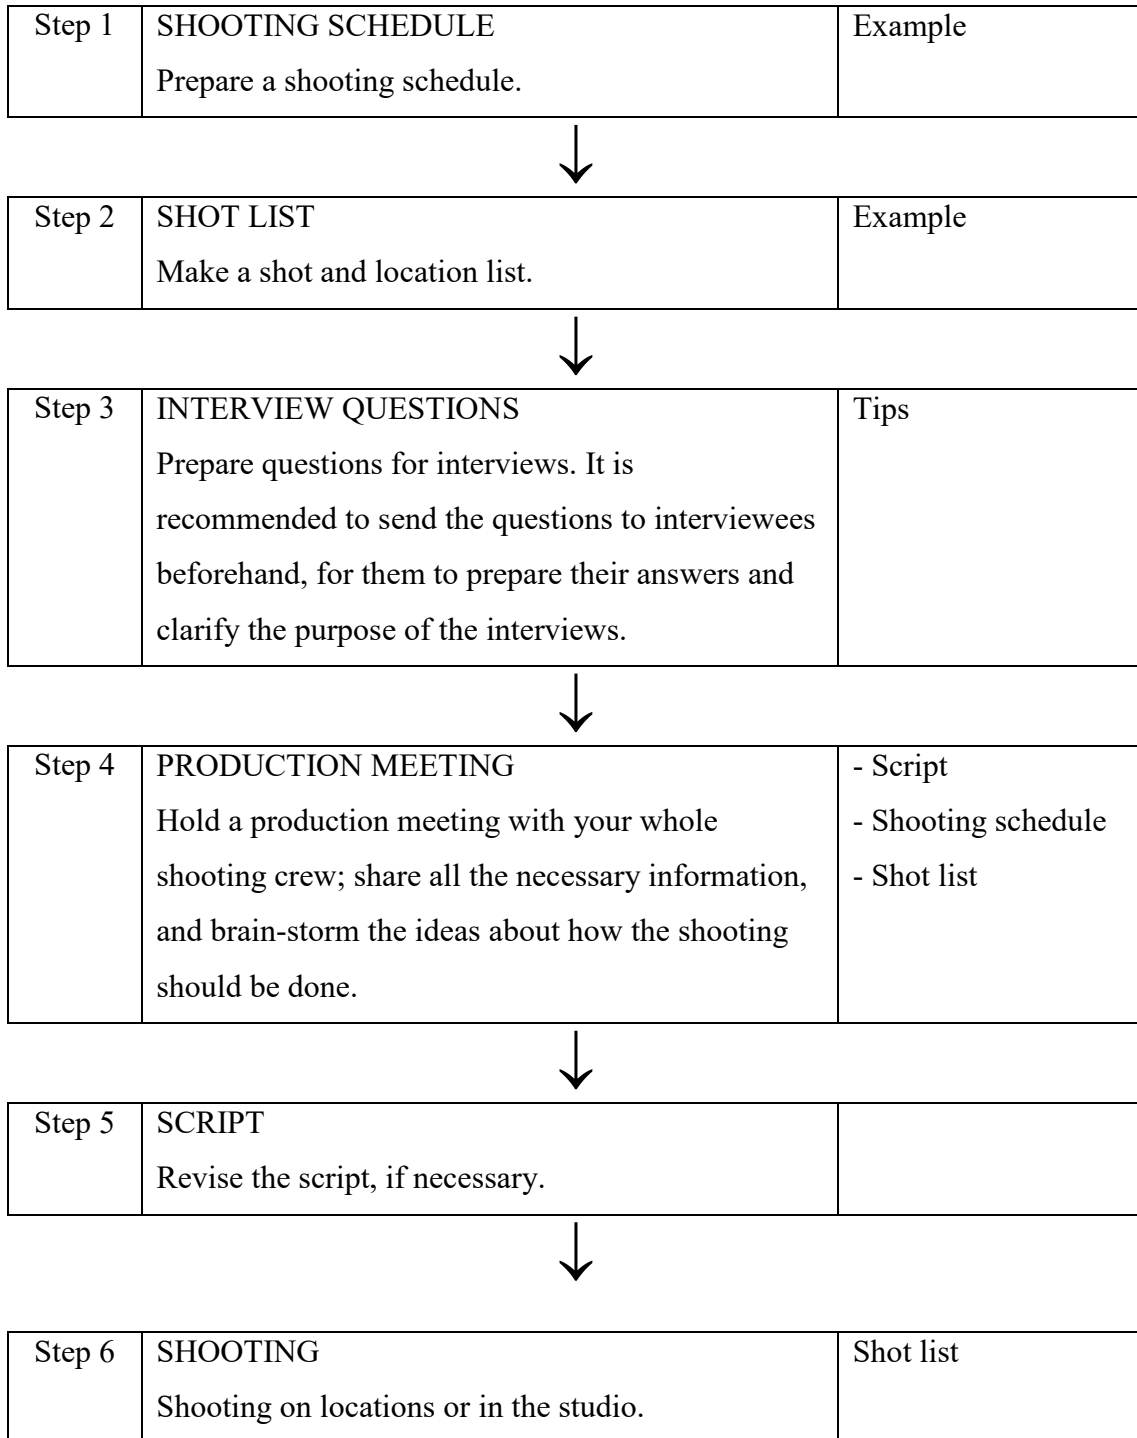 Step 1
SHOOTING SCHEDULE
Prepare a shooting schedule.
Example
Step 2
SHOT LIST
Make a shot and location list.
Example
Step 3
INTERVIEW QUESTIONS
Prepare questions for interviews. It is
recommended to send the questions to interviewees
beforehand, for them to prepare their answers and
clarify the purpose of the interviews.
Tips
Step 4
PRODUCTION MEETING
Hold a production meeting with your whole
shooting crew; share all the necessary information,
and brain-storm the ideas about how the shooting
should be done.
- Script
- Shooting schedule
- Shot list
Step 5
SCRIPT
Revise the script, if necessary.
Step 6
SHOOTING
Shooting on locations or in the studio.
Shot list